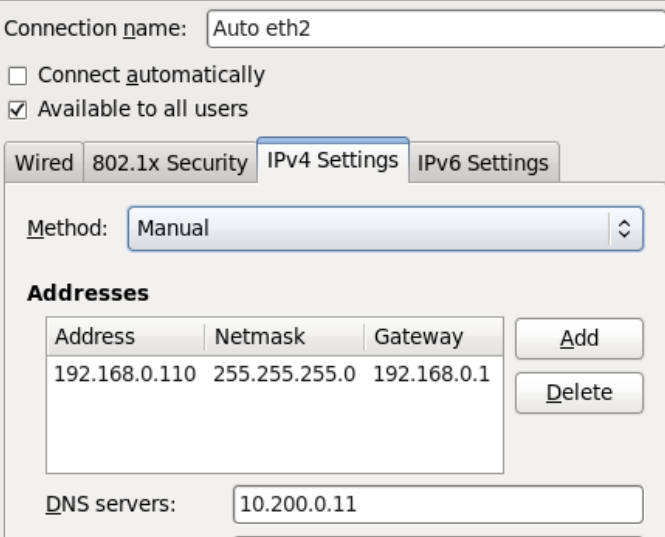 Connection name: Auto eth2
Connect automatically
Available to all users
Wired 802.1x Security IPv4 Settings IPv6 Settings
Method: Manual
Addresses
Address Netmask Gateway Add
192.168.0.110 255.255.255.0 192.168.0.1
Delete
DNS servers: 10.200.0.11